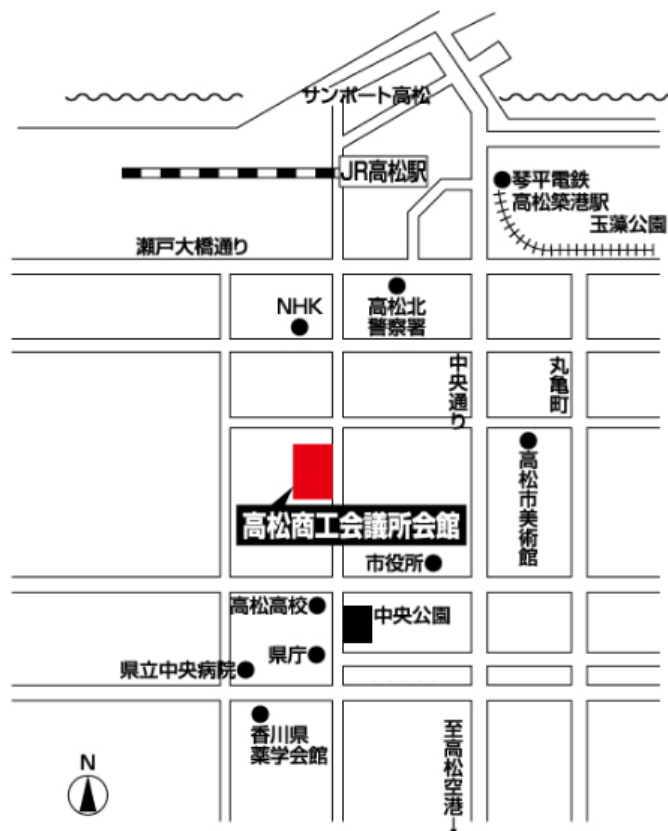 サンポート高松
JR高松駅
琴平電鉄
高松築港駅
玉藻公園
瀬戸大橋通り
NHK
高松北
警察署
中央通り
丸亀町
高松市美術館
高松商工会議所会館
市役所
高松高校
中央公園
県庁
県立中央病院
香川県
薬学会館
至高松空港↓
N